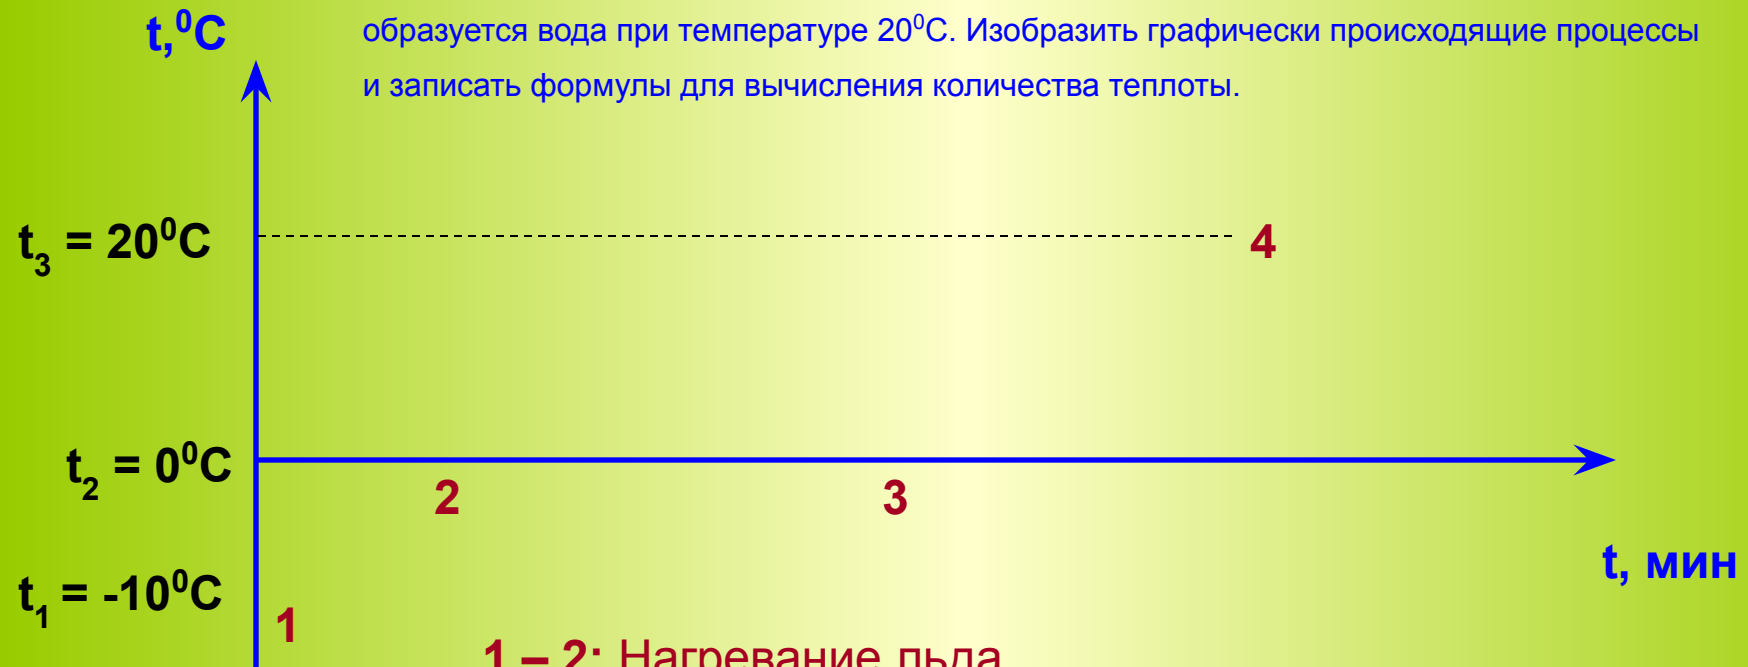 t,⁰C
образуется вода при температуре 20⁰С. Изобразить графически происходящие процессы
и записать формулы для вычисления количества теплоты.
t₃ = 20⁰C
4
t₂ = 0⁰C
2
3
t, мин
t₁ = -10⁰C
1
1 – 2: Нагревание льда